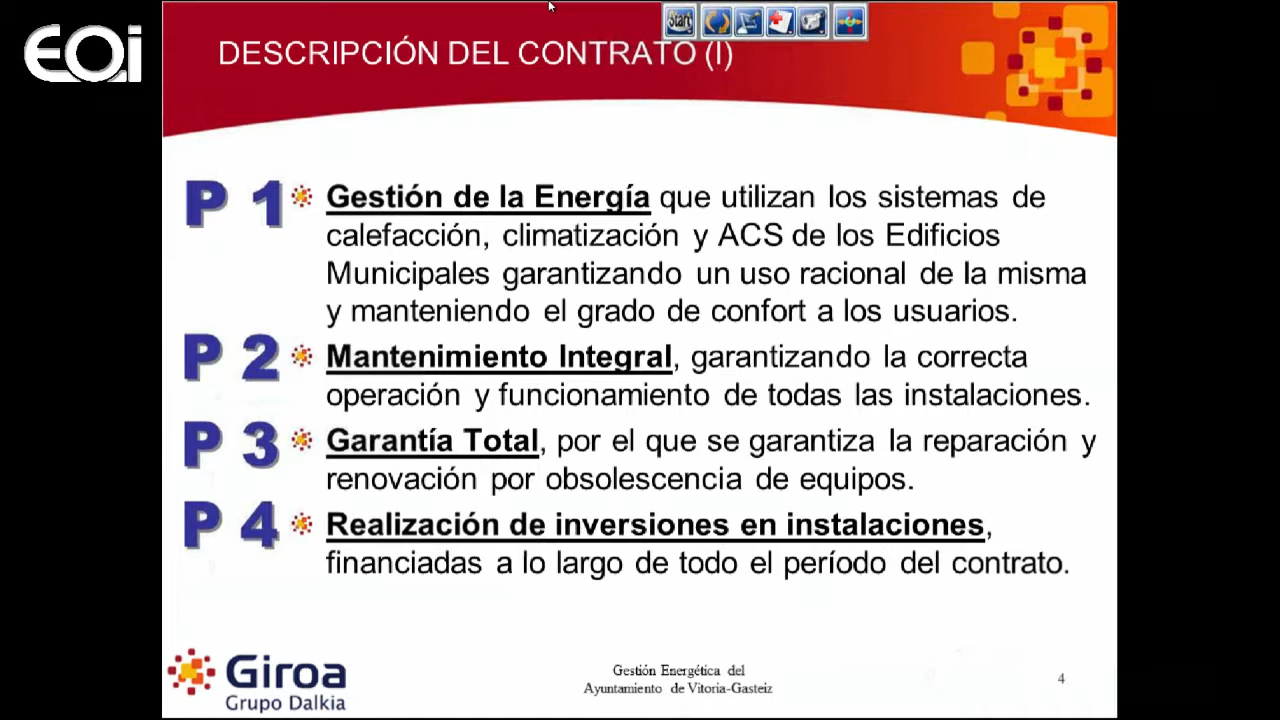 EOi
Start
DESCRIPCIÓN DEL CONTRATO (I)
P 1 Gestión de la Energía que utilizan los sistemas de
calefacción, climatización y ACS de los Edificios
Municipales garantizando un uso racional de la misma
y manteniendo el grado de confort a los usuarios.
P 2 Mantenimiento Integral, garantizando la correcta
operación y funcionamiento de todas las instalaciones.
P 3 Garantía Total, por el que se garantiza la reparación y
renovación por obsolescencia de equipos.
P 4 Realización de inversiones en instalaciones,
financiadas a lo largo de todo el período del contrato.
Giroa
Grupo Dalkia
Gestión Energética del
Ayuntamiento de Vitoria-Gasteiz
4